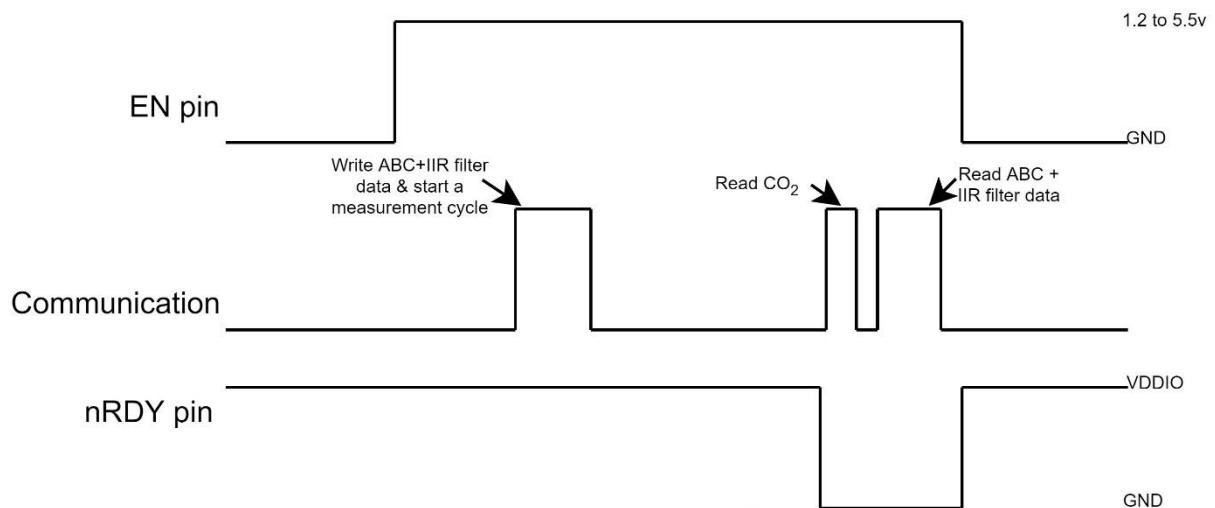 1.2 to 5.5v
EN pin
GND
Write ABC+IIR filter
data & start a
measurement cycle
Read CO₂
Read ABC +
IIR filter data
Communication
VDDIO
nRDY pin
GND